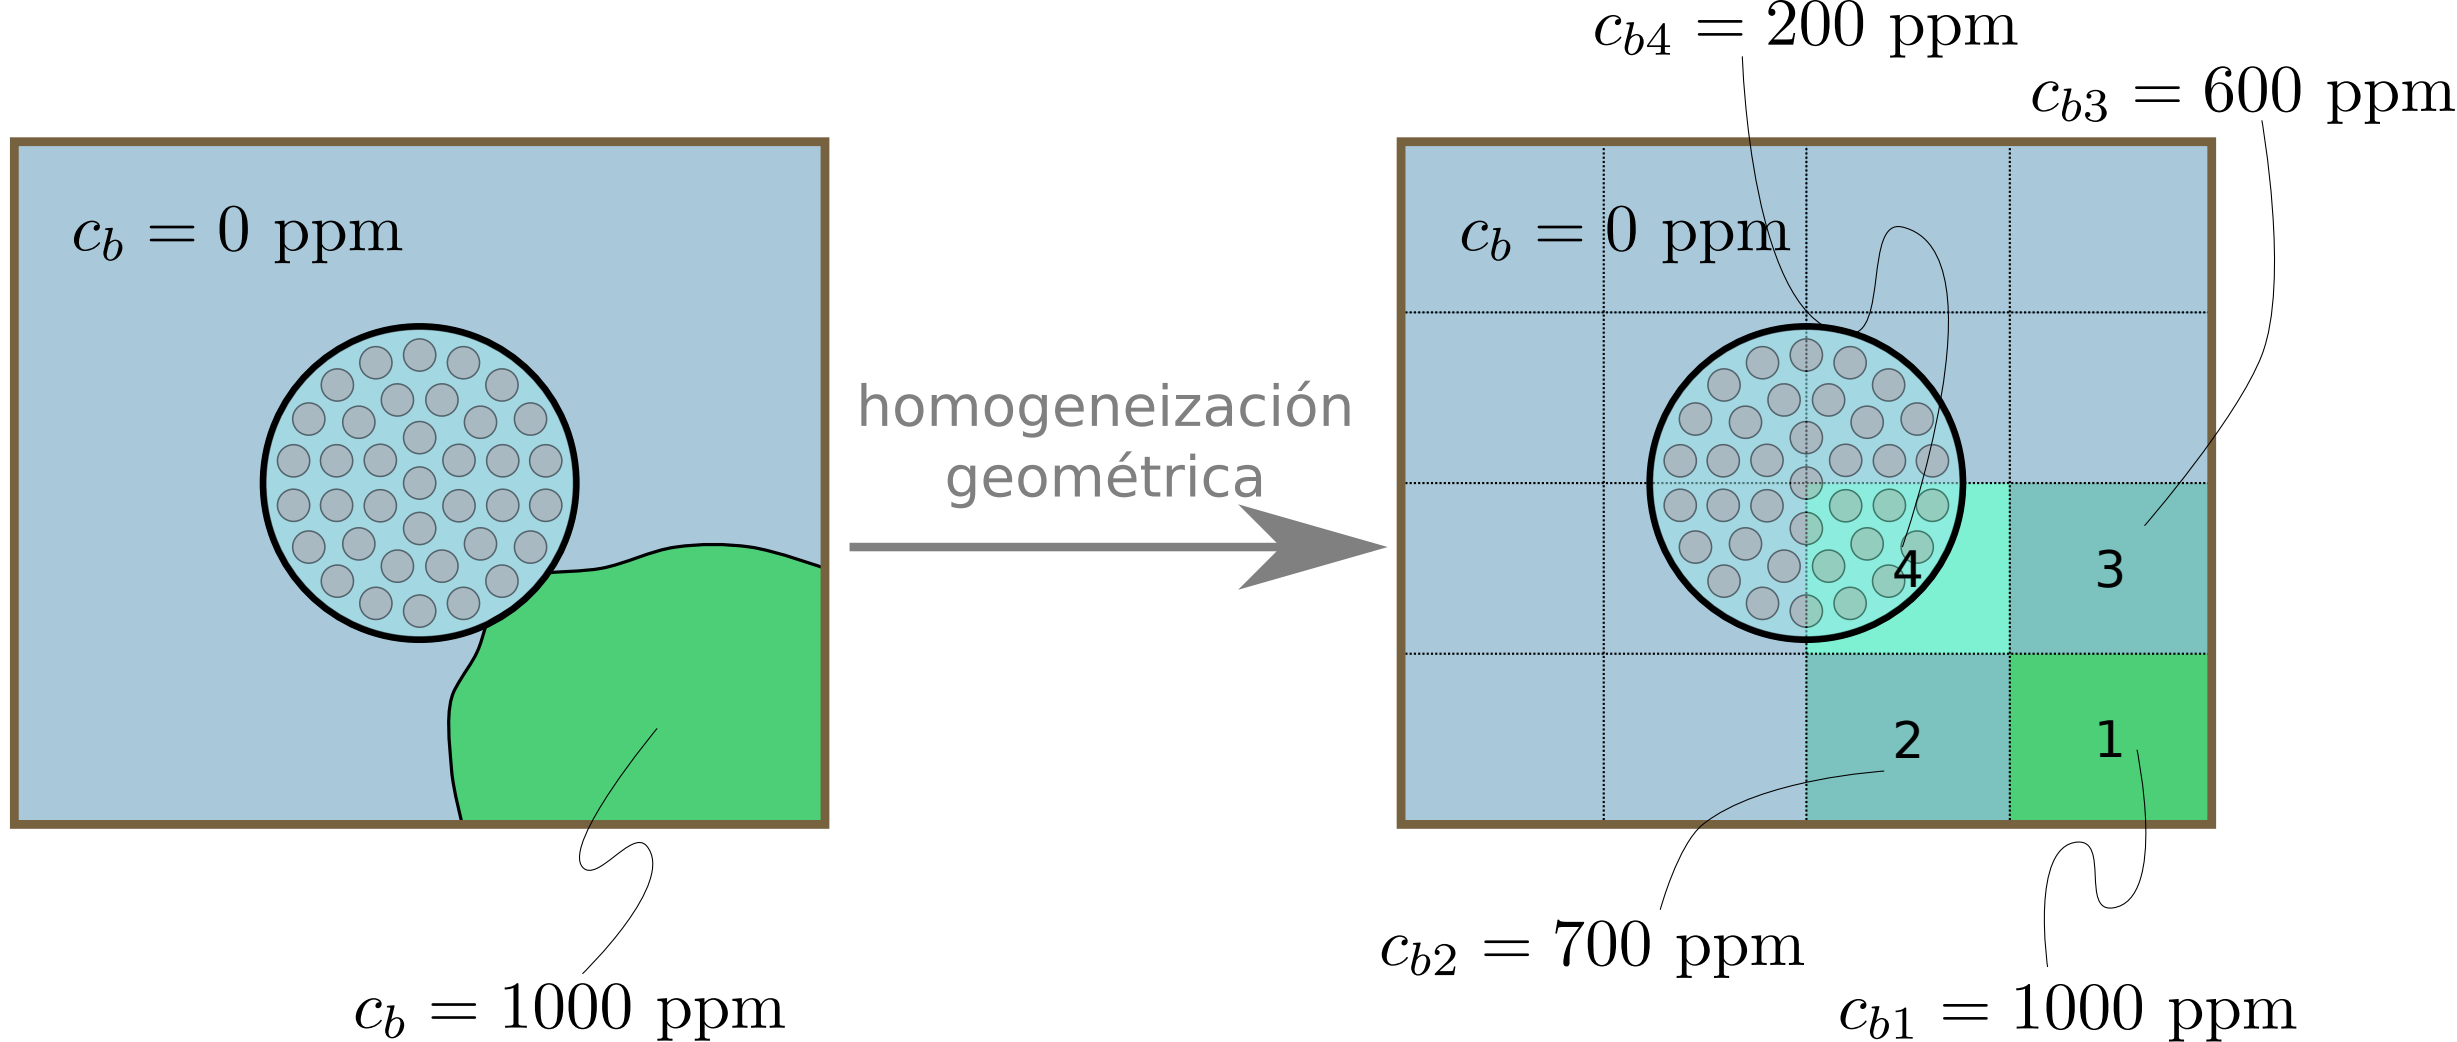 c_b = 0 ppm
c_b = 1000 ppm
homogeneización
geométrica
c_{b4} = 200 ppm
c_{b3} = 600 ppm
c_b = 0 ppm
4
3
2
1
c_{b2} = 700 ppm
c_{b1} = 1000 ppm